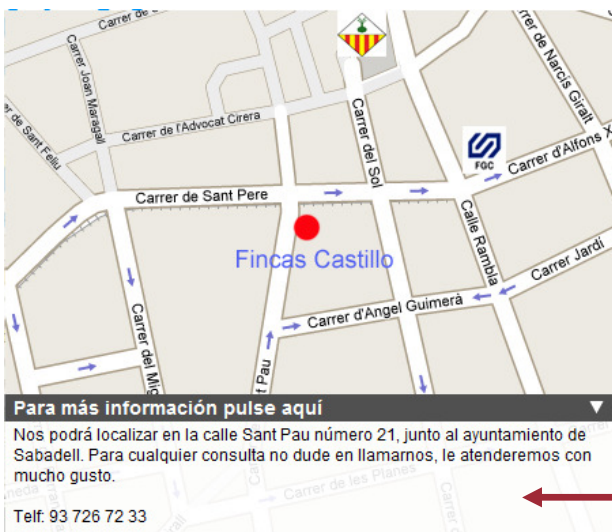 Carrer de
Carrer Joan Maragall
Carrer de l'Advocat Cirera
Carrer del Sol
rer de Narcís Giralt
er de Sant Feliu
FGC
Carrer d'Alfons X
Carrer de Sant Pere
Calle Rambla
Fincas Castillo
Carrer Jardí
Carrer d'Angel Guimerà
Carrer del Mig
t Pau
Para más información pulse aquí
Nos podrá localizar en la calle Sant Pau número 21, junto al ayuntamiento de
Sabadell. Para cualquier consulta no dude en llamarnos, le atenderemos con
mucho gusto.
Carrer de les Planes
neda
Telf: 93 726 72 33